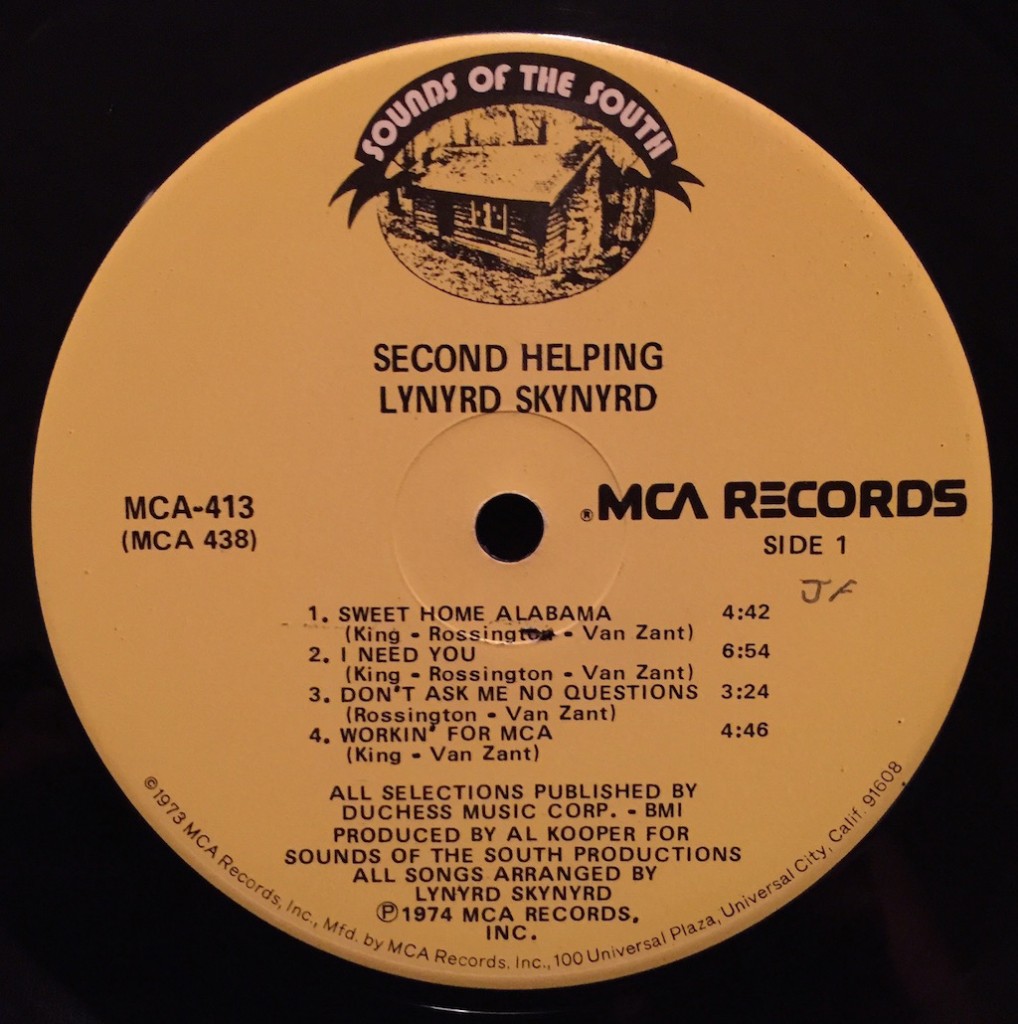 SOUNDS OF THE SOUTH
SECOND HELPING
LYNYRD SKYNYRD
MCA-413
(MCA 438)
®MCA RECORDS
SIDE 1
JF
1. SWEET HOME ALABAMA 4:42
(King - Rossington - Van Zant)
2. I NEED YOU 6:54
(King - Rossington - Van Zant)
3. DON'T ASK ME NO QUESTIONS 3:24
(Rossington - Van Zant)
4. WORKIN' FOR MCA 4:46
(King - Van Zant)
ALL SELECTIONS PUBLISHED BY
DUCHESS MUSIC CORP. - BMI
PRODUCED BY AL KOOPER FOR
SOUNDS OF THE SOUTH PRODUCTIONS
ALL SONGS ARRANGED BY
LYNYRD SKYNYRD
℗1974 MCA RECORDS,
INC.
©1973 MCA Records, Inc., Mfd. by MCA Records, Inc., 100 Universal Plaza, Universal City, Calif. 91608